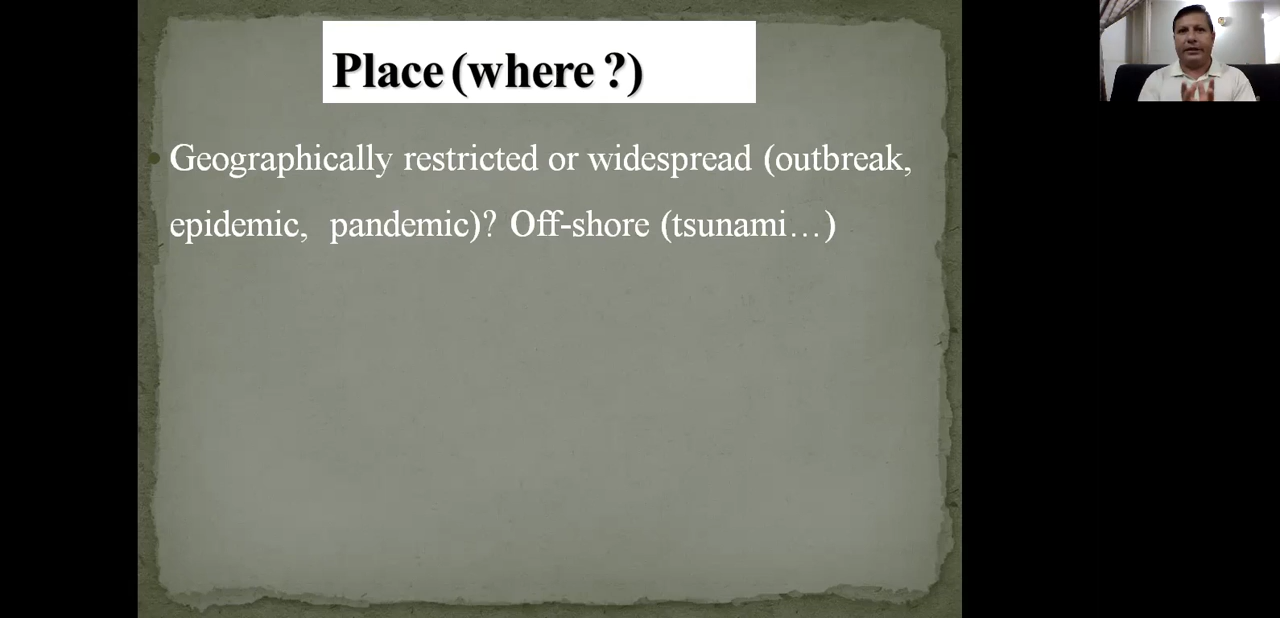 Place (where ?)
• Geographically restricted or widespread (outbreak,
epidemic, pandemic)? Off-shore (tsunami…)